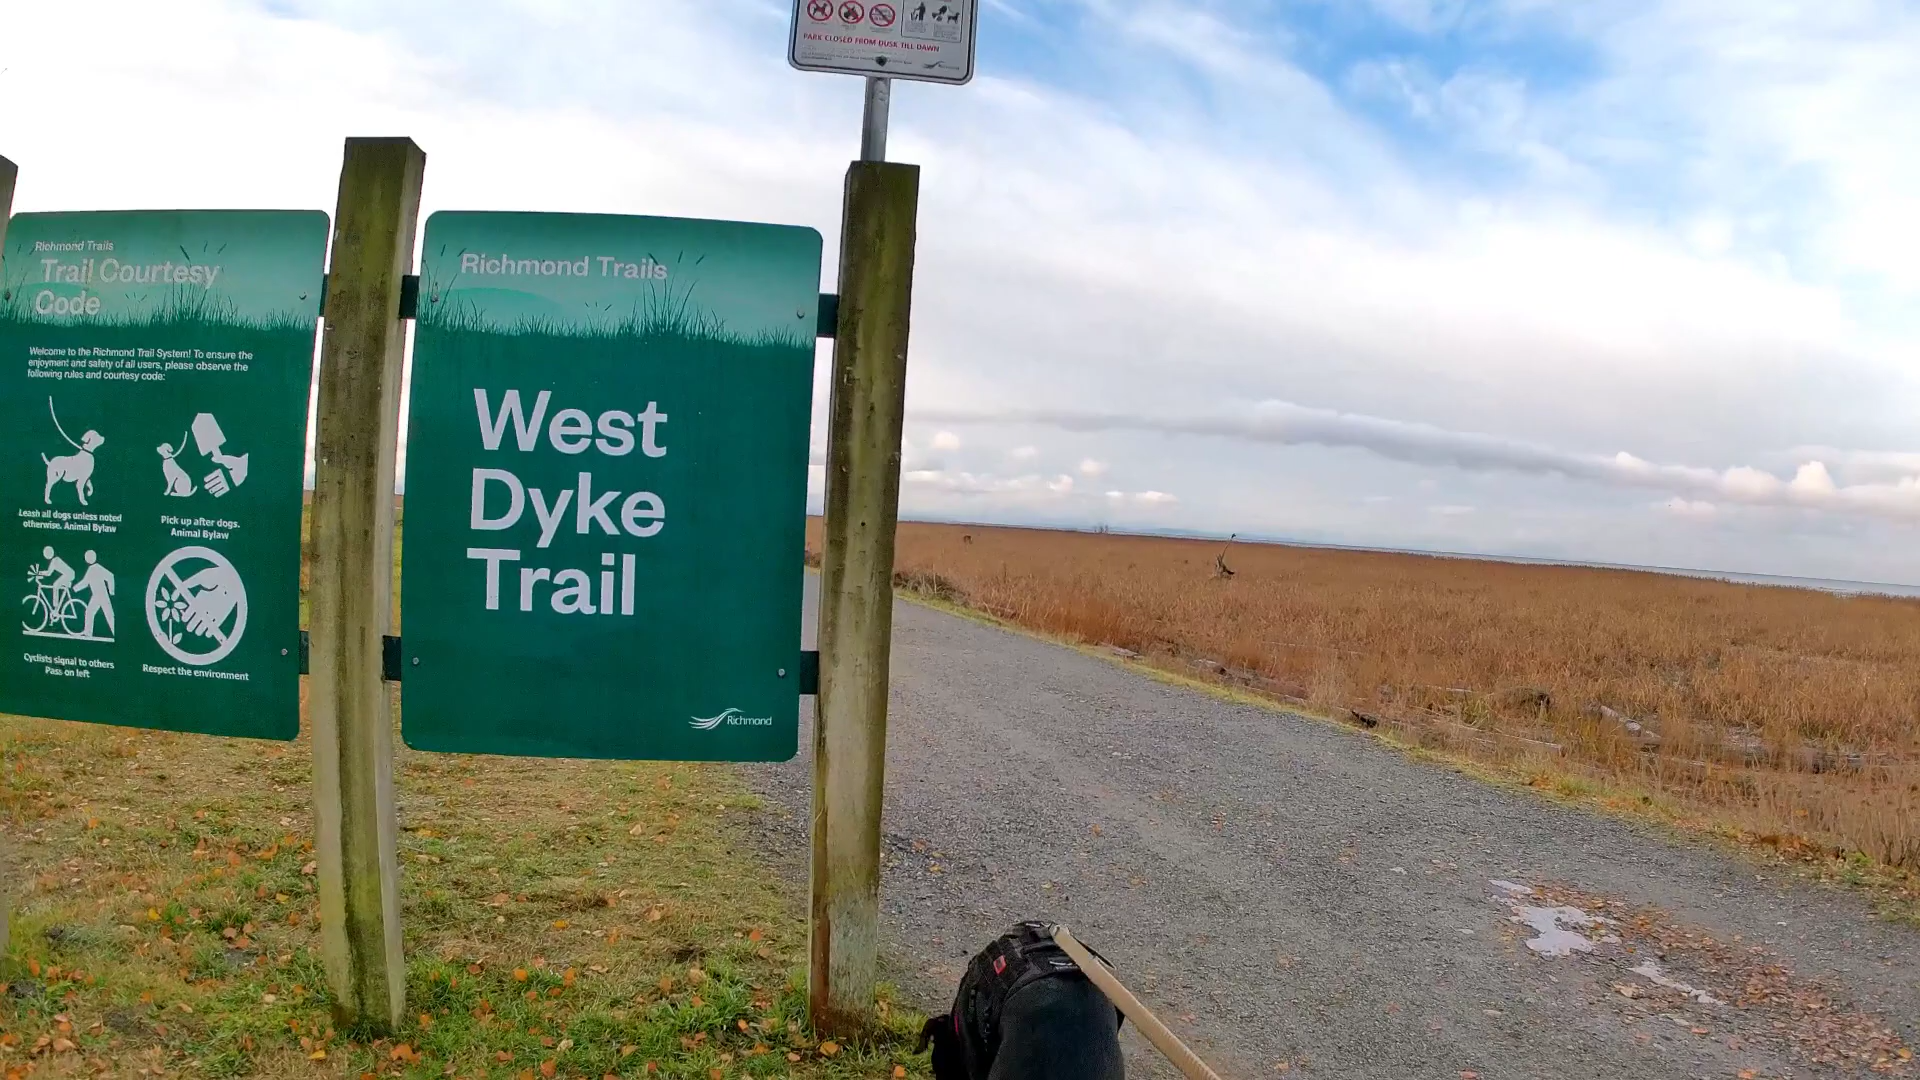 PARK CLOSED FROM DUSK TILL DAWN
Richmond Trails
Trail Courtesy
Code
Welcome to the Richmond Trail System! To ensure the
enjoyment and safety of all users, please observe the
following rules and courtesy code:
Leash all dogs unless noted
otherwise. Animal Bylaw
Pick up after dogs.
Animal Bylaw
Cyclists signal to others
Pass on left
Respect the environment
Richmond Trails
West
Dyke
Trail
Richmond